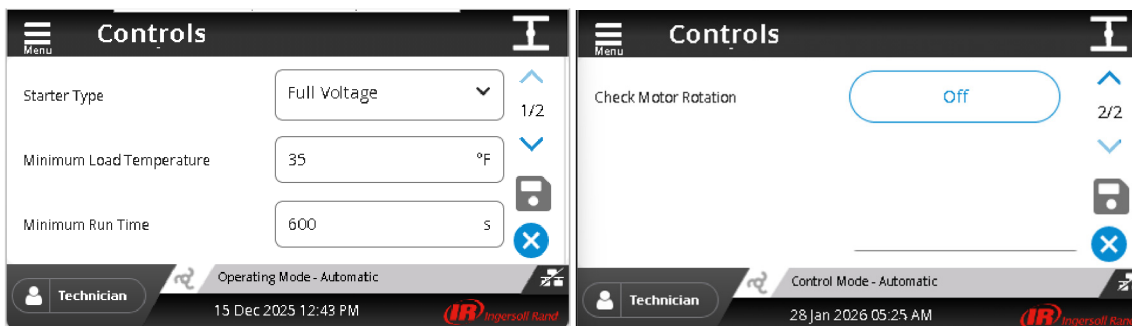 Menu
Controls
Starter Type
Full Voltage
1/2
Minimum Load Temperature
35
°F
Minimum Run Time
600
s
Operating Mode - Automatic
Technician
15 Dec 2025 12:43 PM
IR Ingersoll Rand
Menu
Controls
Check Motor Rotation
Off
2/2
Control Mode - Automatic
Technician
28 Jan 2026 05:25 AM
IR Ingersoll Rand